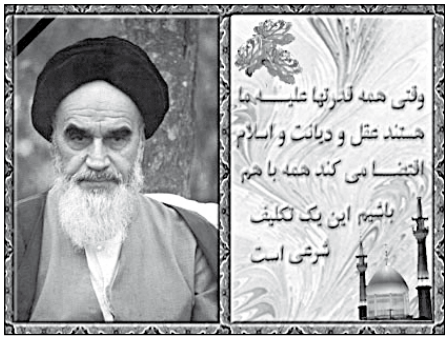 وقتی همه قدرتها علیه ما
هستند عقل و دیانت و اسلام
اقتضا می کند همه با هم
باشیم این یک تکلیف
شرعی است